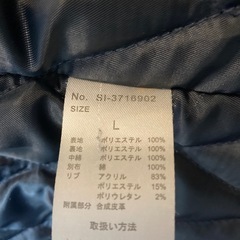 No. SI-3716902
SIZE
L
表地 ポリエステル 100%
裏地 ポリエステル 100%
中綿 ポリエステル 100%
別布 綿 100%
リブ アクリル 83%
ポリエステル 15%
ポリウレタン 2%
附属部分 合成皮革
取扱い方法